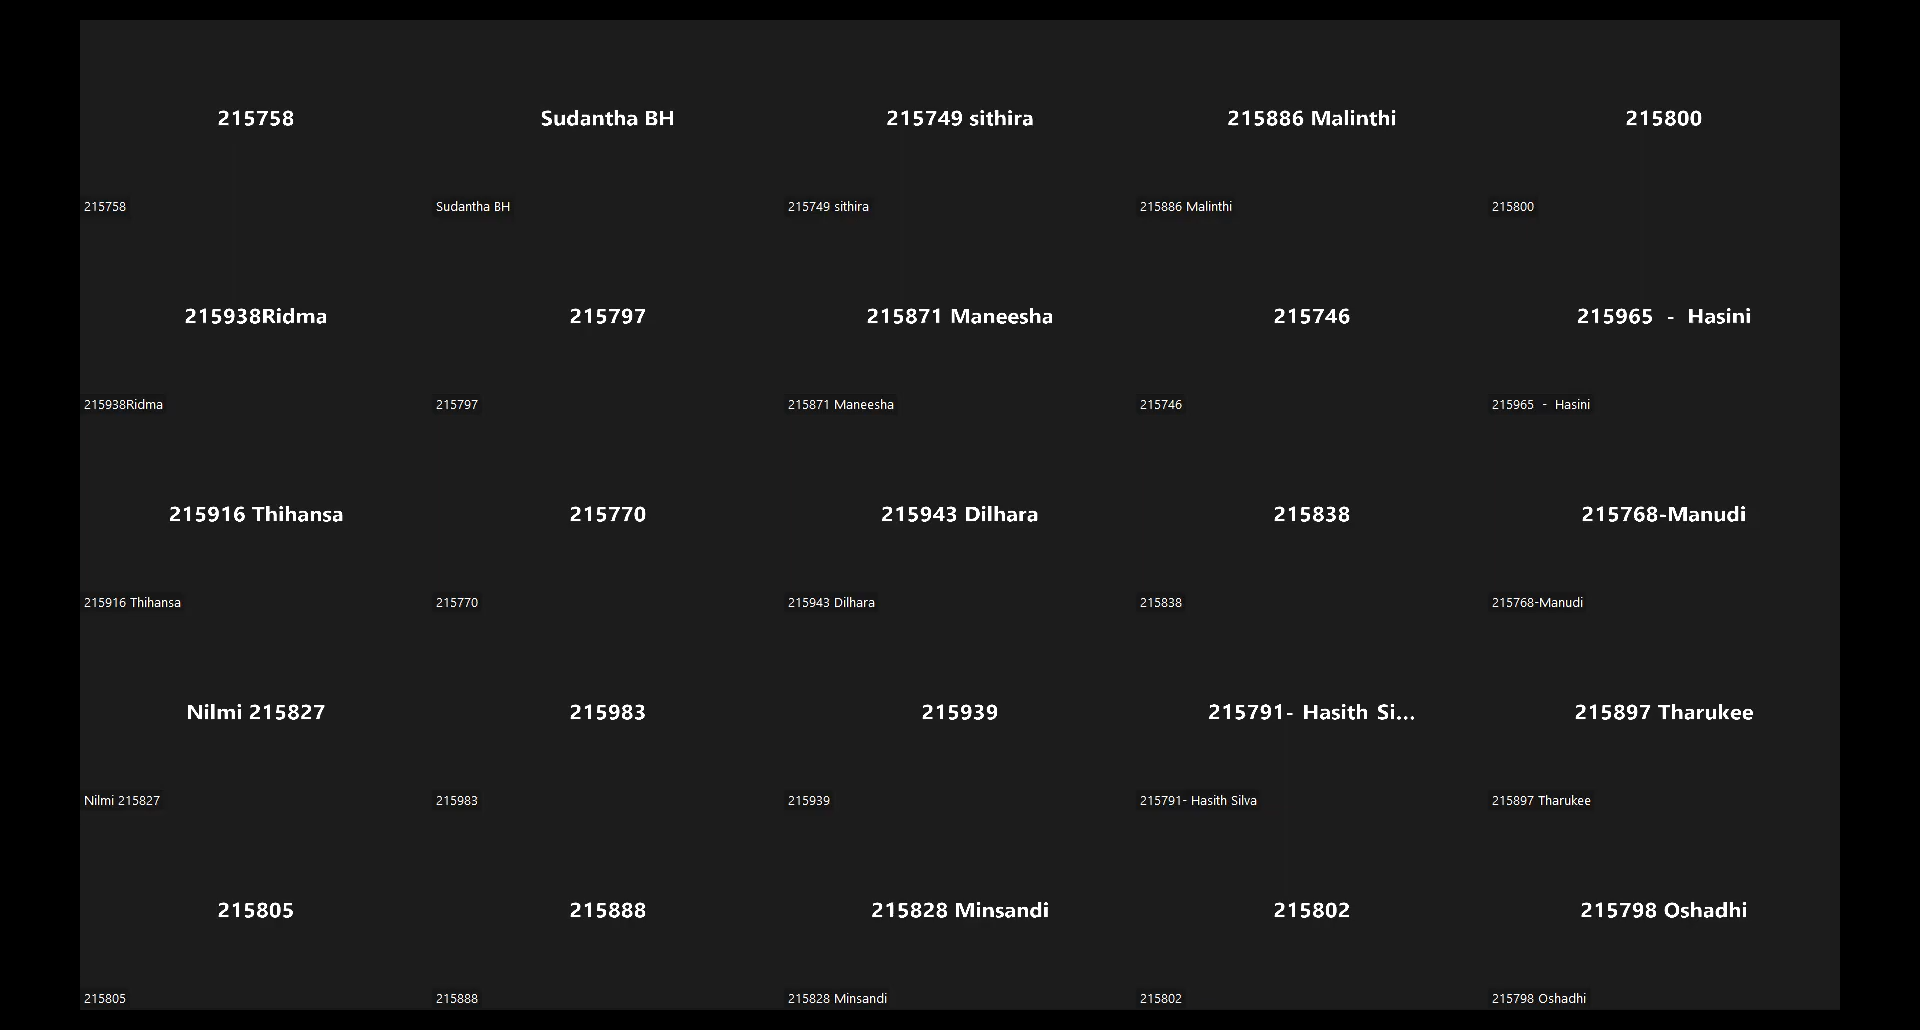 215758
Sudantha BH
215749 sithira
215886 Malinthi
215800
215758
Sudantha BH
215749 sithira
215886 Malinthi
215800
215938Ridma
215797
215871 Maneesha
215746
215965 - Hasini
215938Ridma
215797
215871 Maneesha
215746
215965 - Hasini
215916 Thihansa
215770
215943 Dilhara
215838
215768-Manudi
215916 Thihansa
215770
215943 Dilhara
215838
215768-Manudi
Nilmi 215827
215983
215939
215791- Hasith Si...
215897 Tharukee
Nilmi 215827
215983
215939
215791- Hasith Silva
215897 Tharukee
215805
215888
215828 Minsandi
215802
215798 Oshadhi
215805
215888
215828 Minsandi
215802
215798 Oshadhi